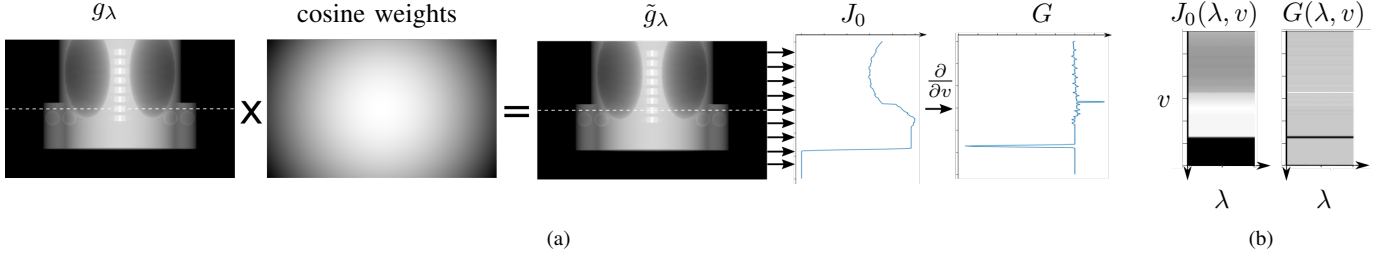 g_λ
cosine weights
g̃_λ
J_0
G
J_0(λ, v)
G(λ, v)
x
=
∂/∂v
v
λ
λ
(a)
(b)